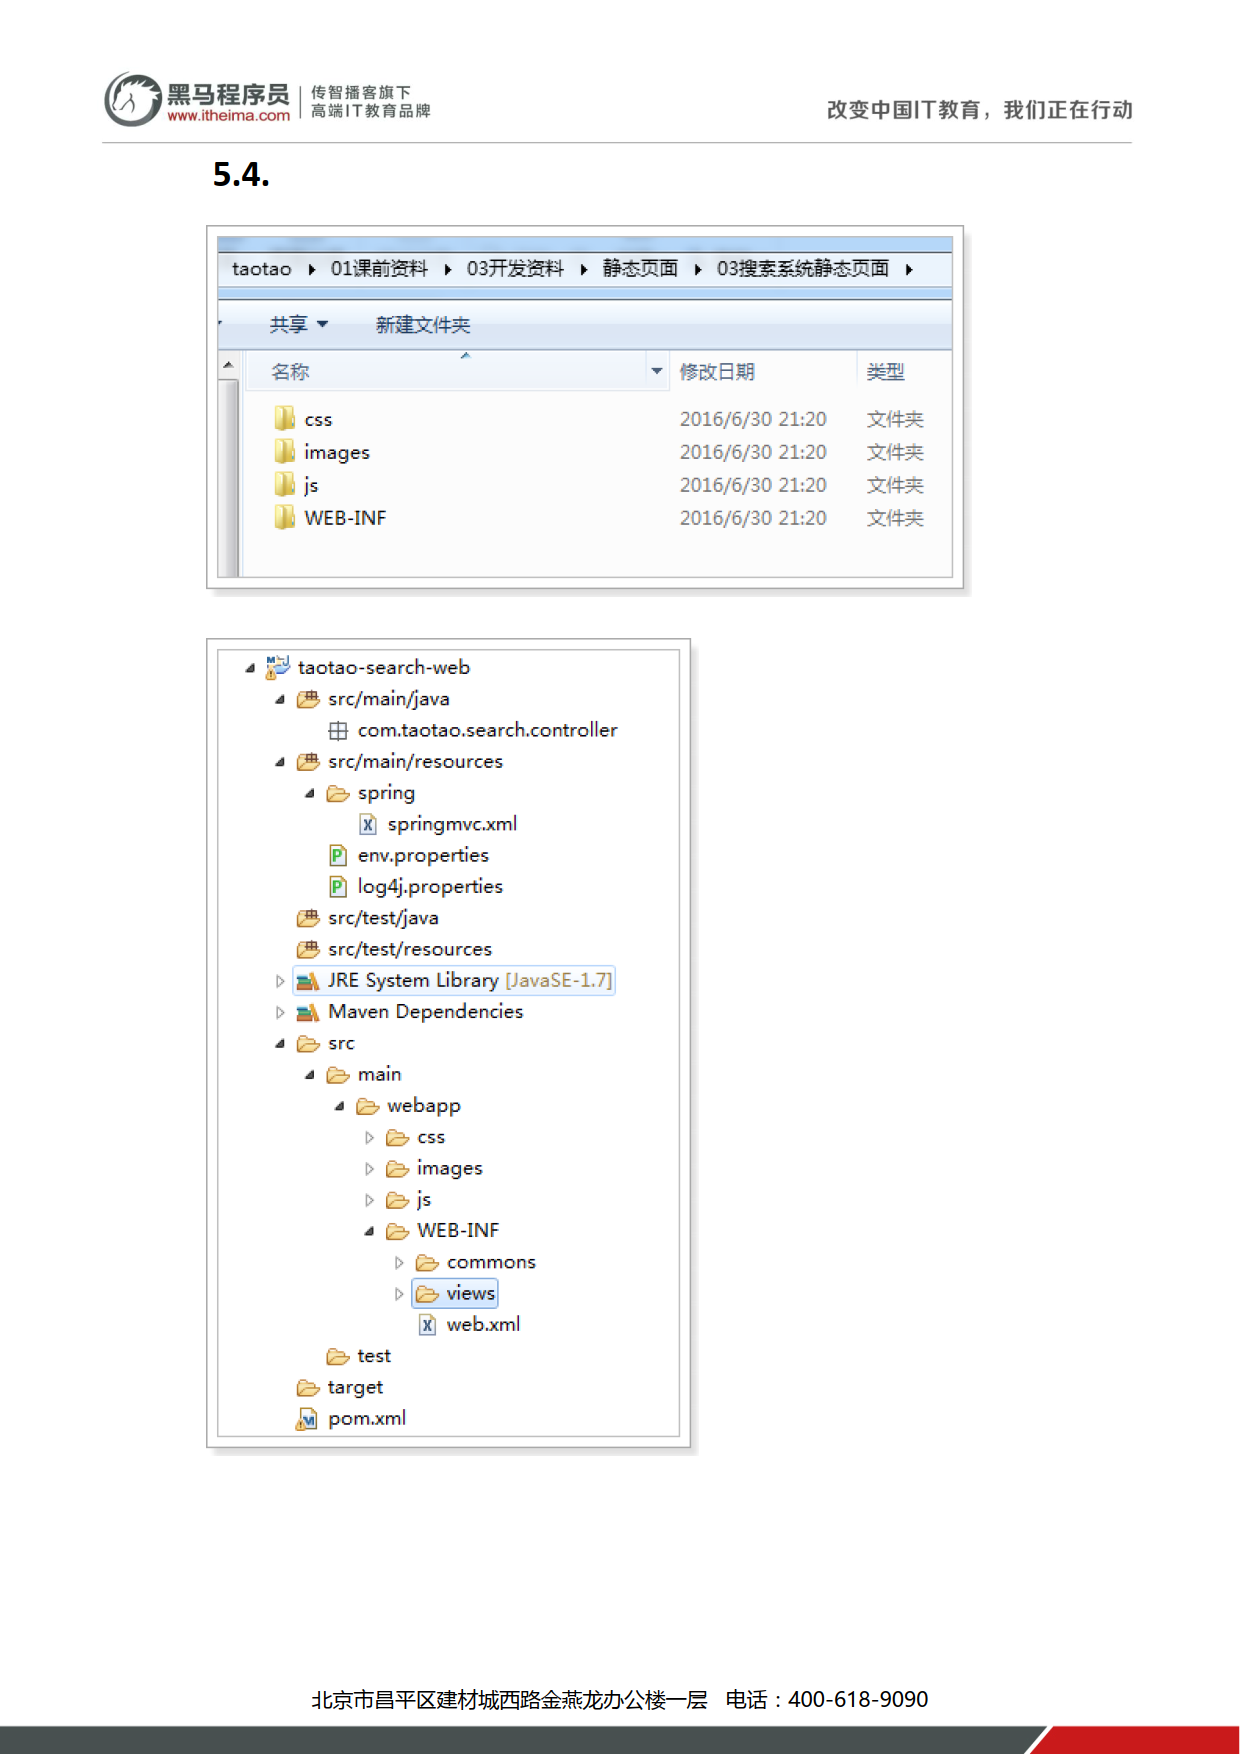 黑马程序员
www.itheima.com
传智播客旗下
高端IT教育品牌
改变中国IT教育，我们正在行动
5.4.
taotao 01课前资料 03开发资料 静态页面 03搜索系统静态页面
共享 新建文件夹
名称 修改日期 类型
css 2016/6/30 21:20 文件夹
images 2016/6/30 21:20 文件夹
js 2016/6/30 21:20 文件夹
WEB-INF 2016/6/30 21:20 文件夹
taotao-search-web
src/main/java
com.taotao.search.controller
src/main/resources
spring
springmvc.xml
env.properties
log4j.properties
src/test/java
src/test/resources
JRE System Library [JavaSE-1.7]
Maven Dependencies
src
main
webapp
css
images
js
WEB-INF
commons
views
web.xml
test
target
pom.xml
北京市昌平区建材城西路金燕龙办公楼一层 电话：400-618-9090